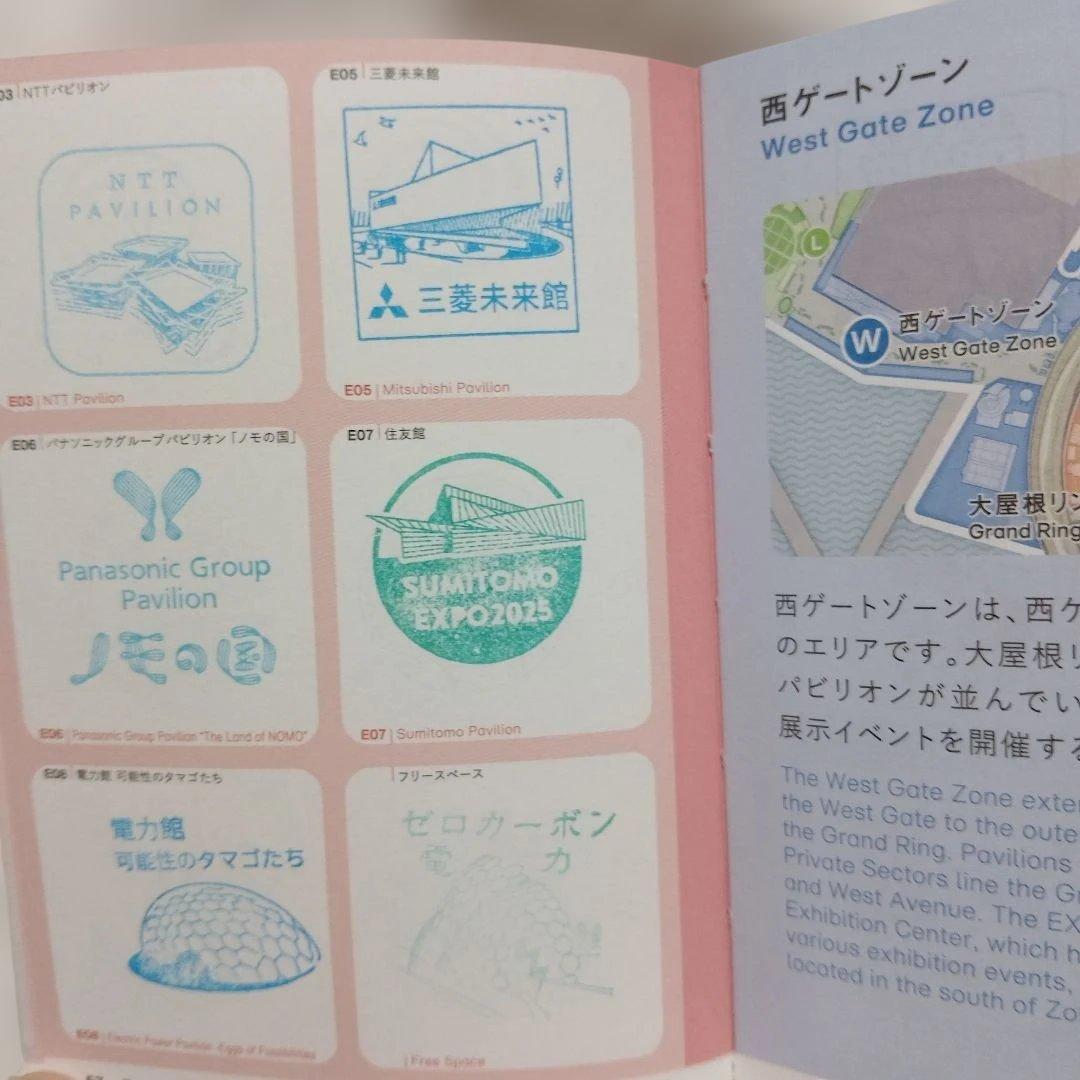 03 | NTTパビリオン
NTT
PAVILION
E03 | NTT Pavilion
E05 | 三菱未来館
三菱未来館
E05 | Mitsubishi Pavilion
E06 | パナソニックグループパビリオン「ノモの国」
Panasonic Group
Pavilion
ノモの国
E06 | Panasonic Group Pavilion "The Land of NOMO"
E07 | 住友館
SUMITOMO
EXPO2025
E07 | Sumitomo Pavilion
E08 | 電力館 可能性のタマゴたち
電力館
可能性のタマゴたち
E08 | Electric Power Pavilion
フリースペース
ゼロカーボン
電力
| Free Space
西ゲートゾーン
West Gate Zone
L
W
西ゲートゾーン
West Gate Zone
大屋根リン
Grand Ring
西ゲートゾーンは、西ゲ
のエリアです。大屋根リ
パビリオンが並んでい
展示イベントを開催する
The West Gate Zone exte
the West Gate to the oute
the Grand Ring. Pavilions
Private Sectors line the G
and West Avenue. The EX
Exhibition Center, which h
various exhibition events,
located in the south of Zo